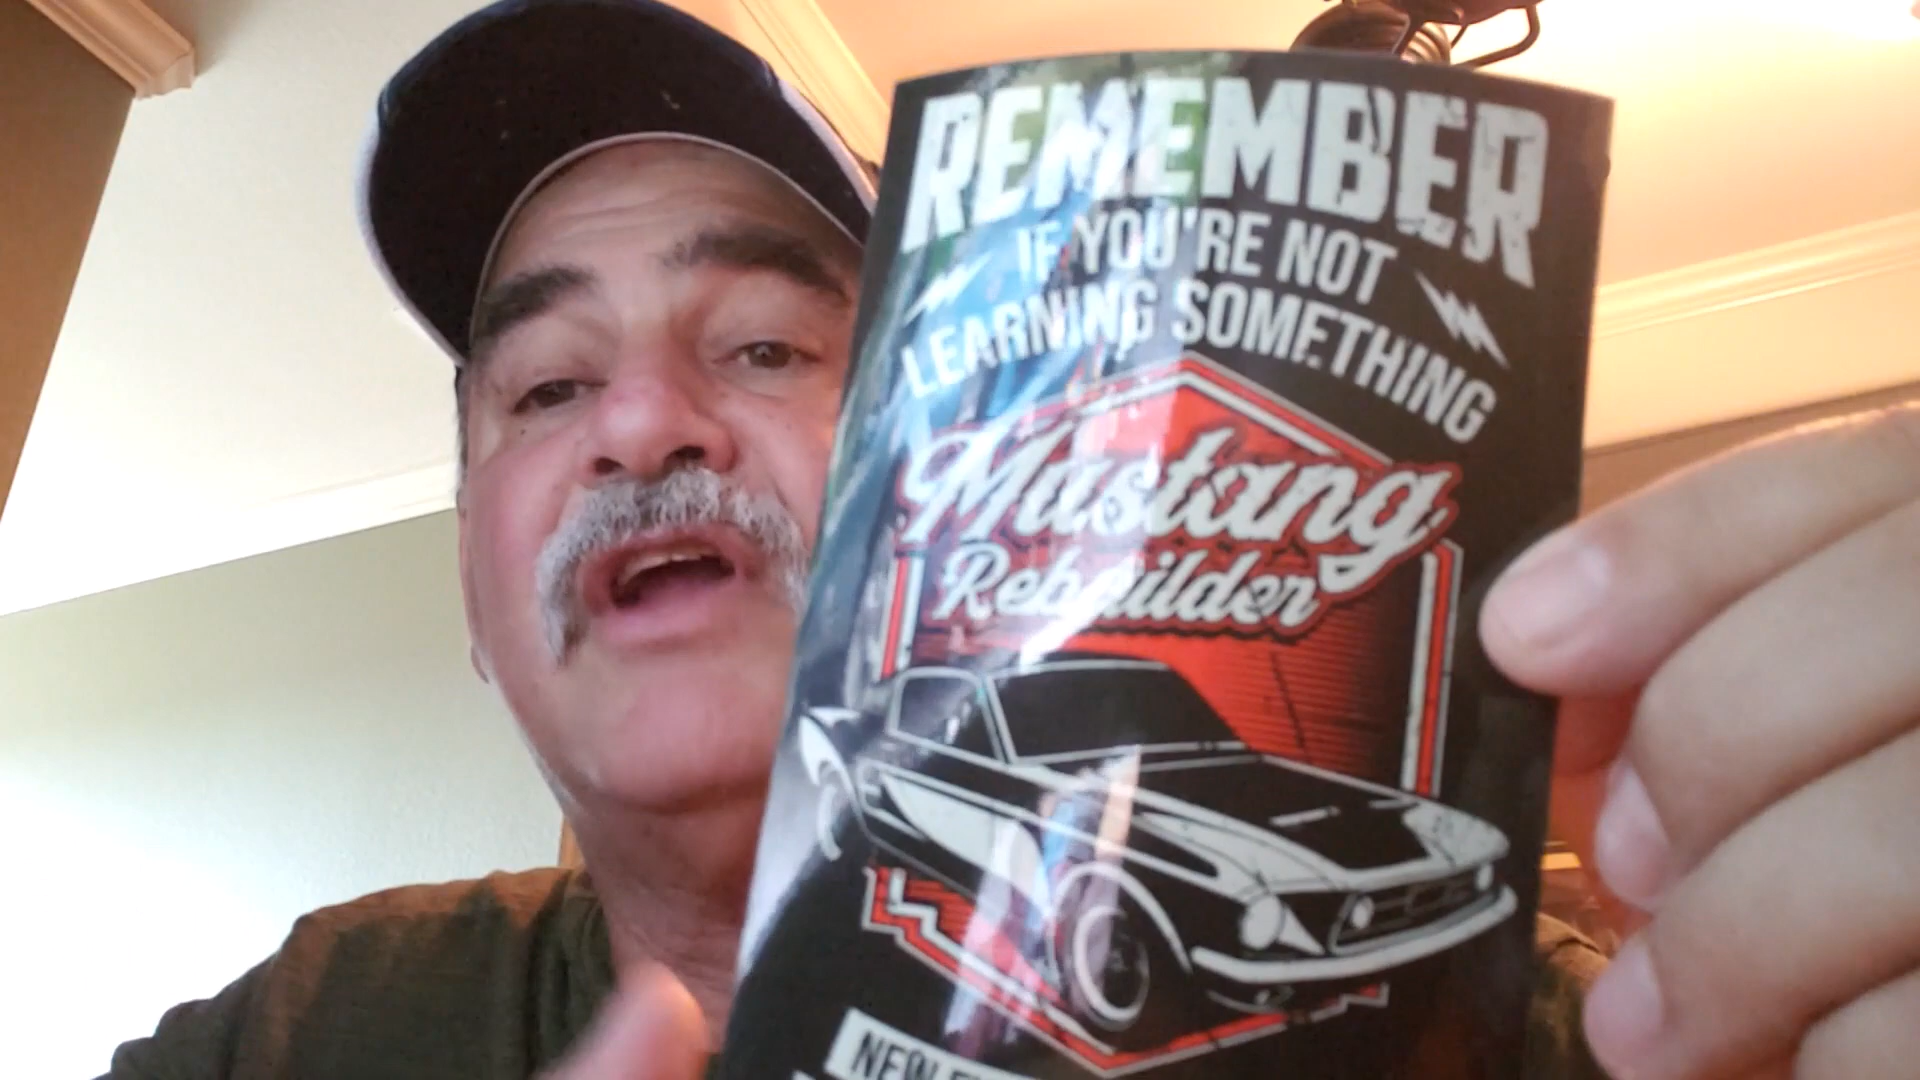 REMEMBER
IF YOU'RE NOT
LEARNING SOMETHING
Mustang
Rebuilder